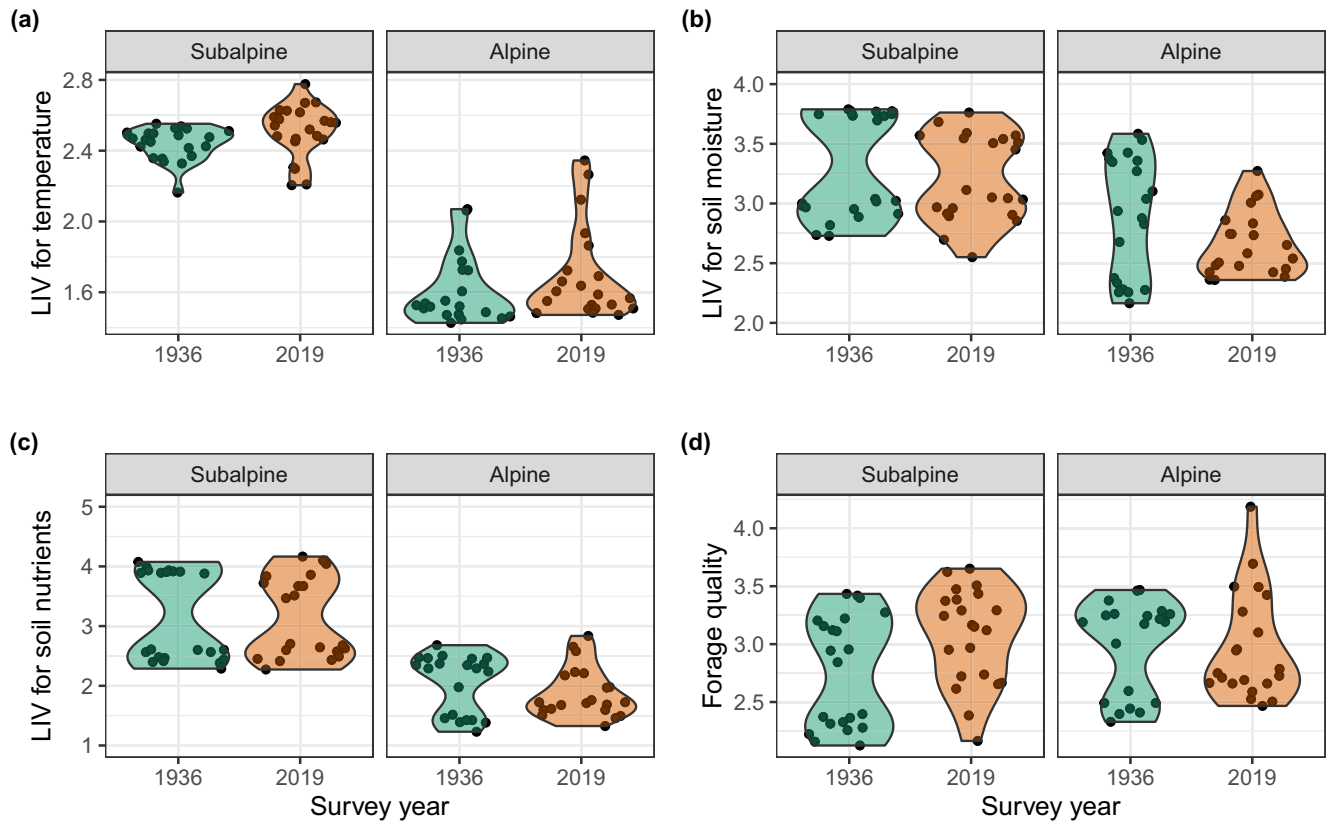 (a)
Subalpine
Alpine
LIV for temperature
2.8
2.4
2.0
1.6
1936
2019
1936
2019
(b)
Subalpine
Alpine
LIV for soil moisture
4.0
3.5
3.0
2.5
2.0
1936
2019
1936
2019
(c)
Subalpine
Alpine
LIV for soil nutrients
5
4
3
2
1
1936
2019
1936
2019
Survey year
(d)
Subalpine
Alpine
Forage quality
4.0
3.5
3.0
2.5
1936
2019
1936
2019
Survey year